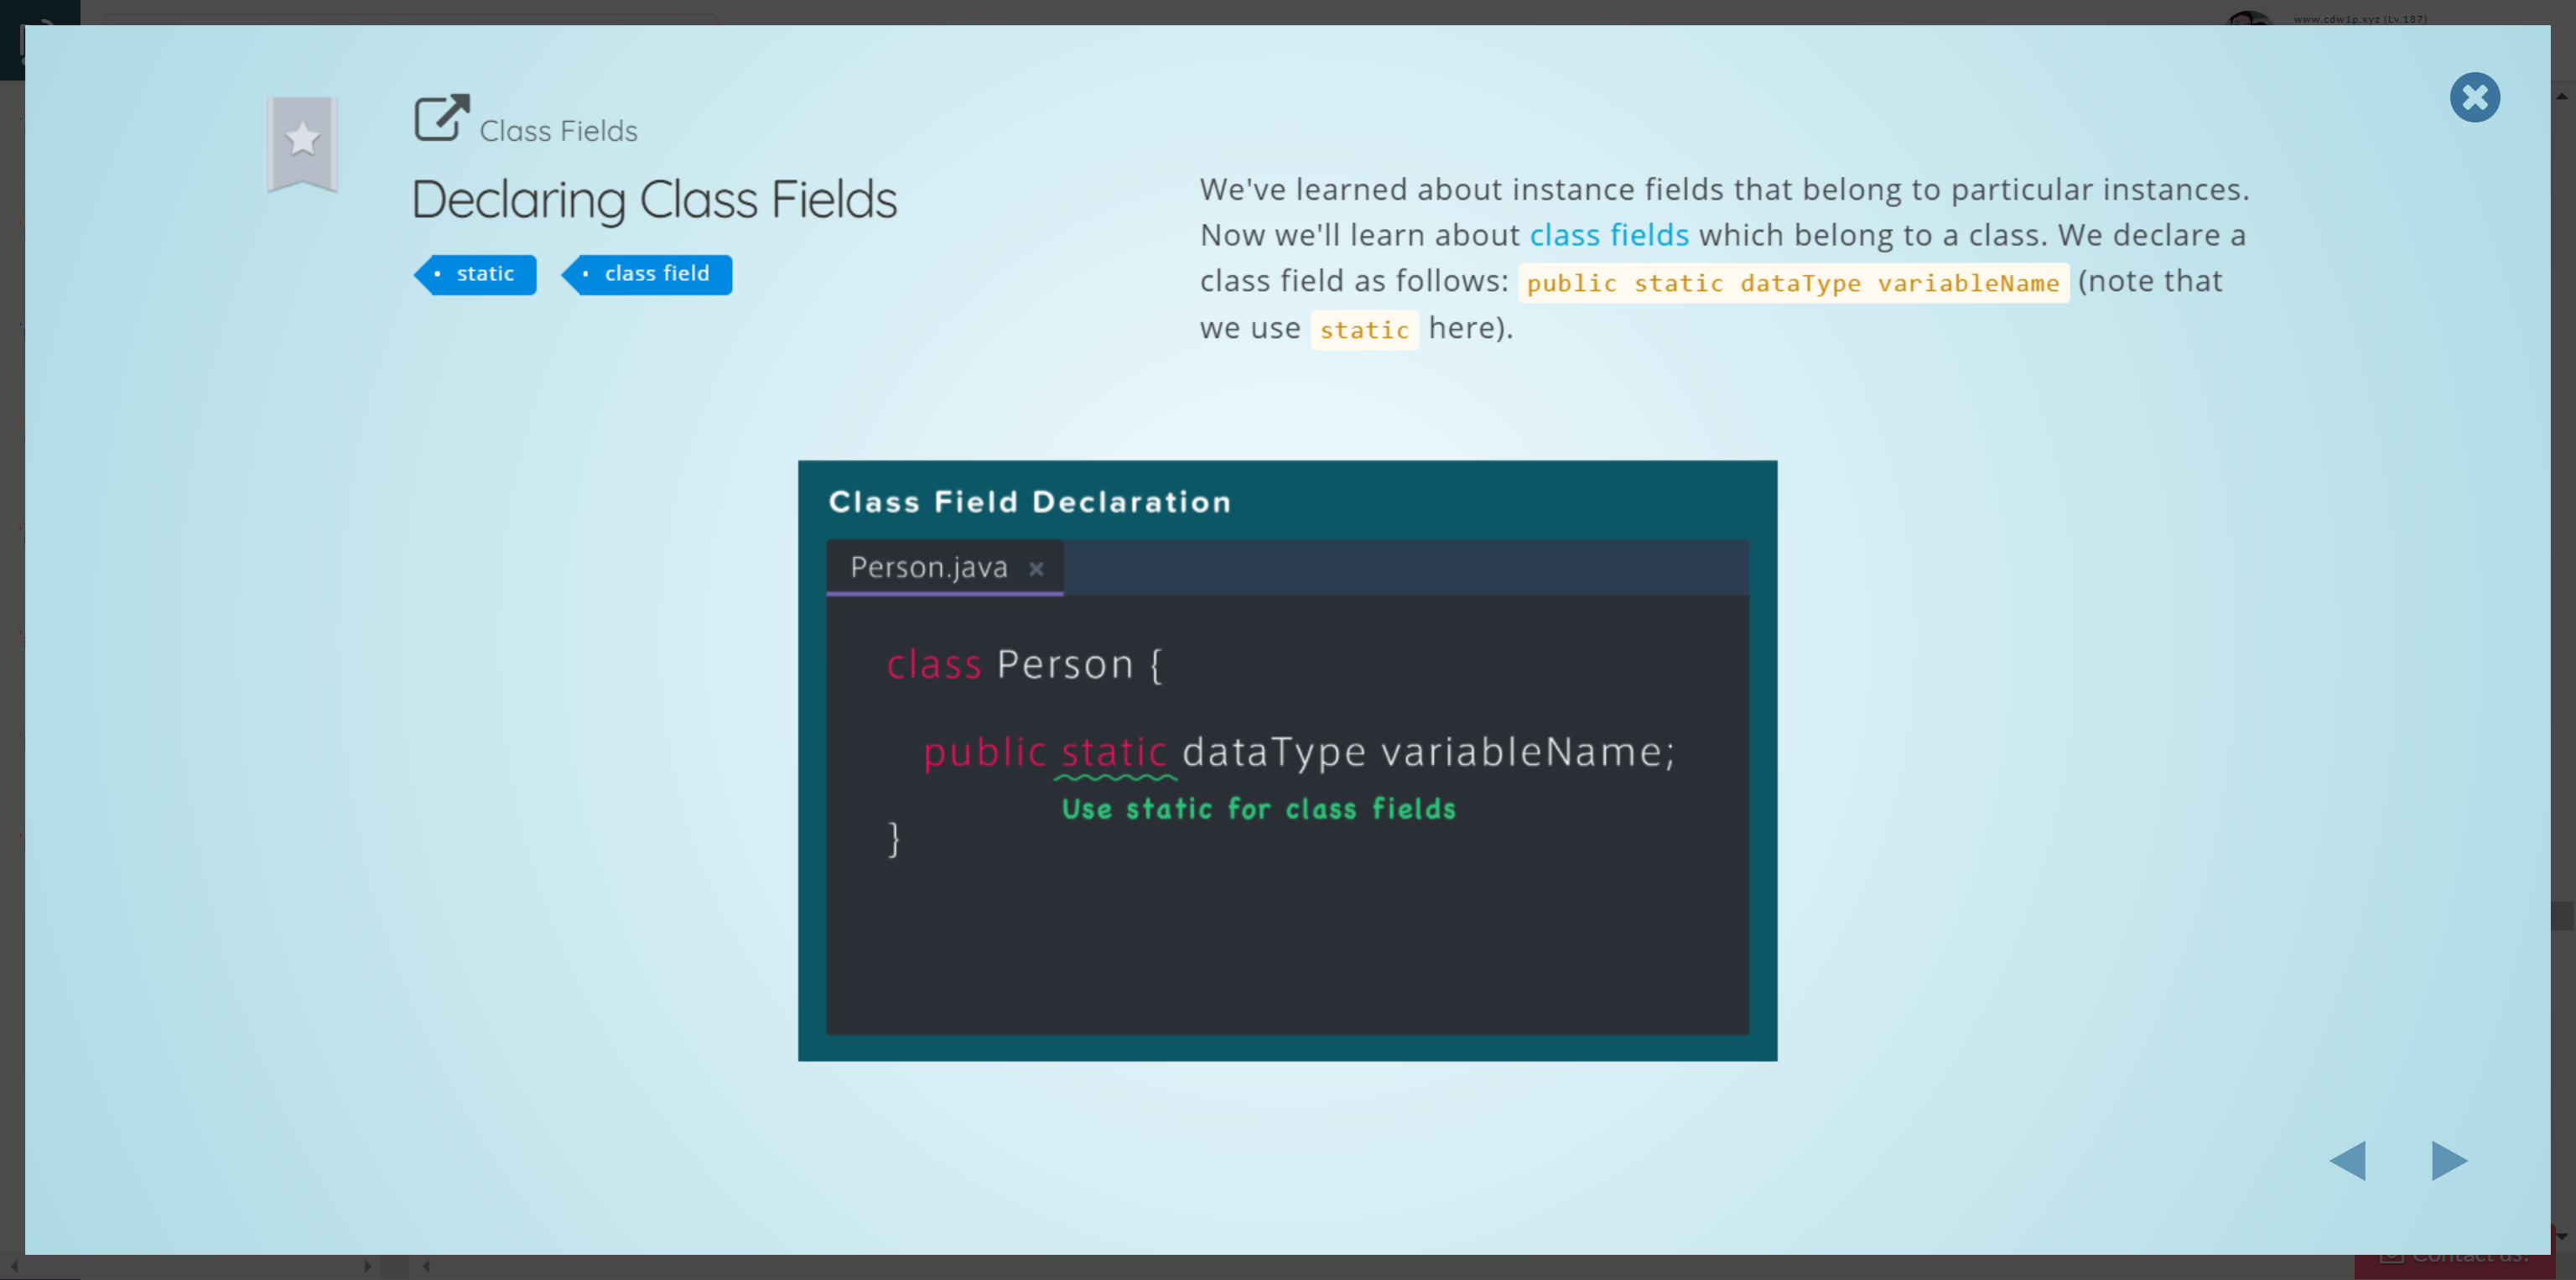 www.cdw1p.xyz (Lv.187)
Class Fields
Declaring Class Fields
• static
• class field
We've learned about instance fields that belong to particular instances.
Now we'll learn about class fields which belong to a class. We declare a
class field as follows: public static dataType variableName (note that
we use static here).
Class Field Declaration
Person.java ×
class Person {
public static dataType variableName;
Use static for class fields
}
Contact us!